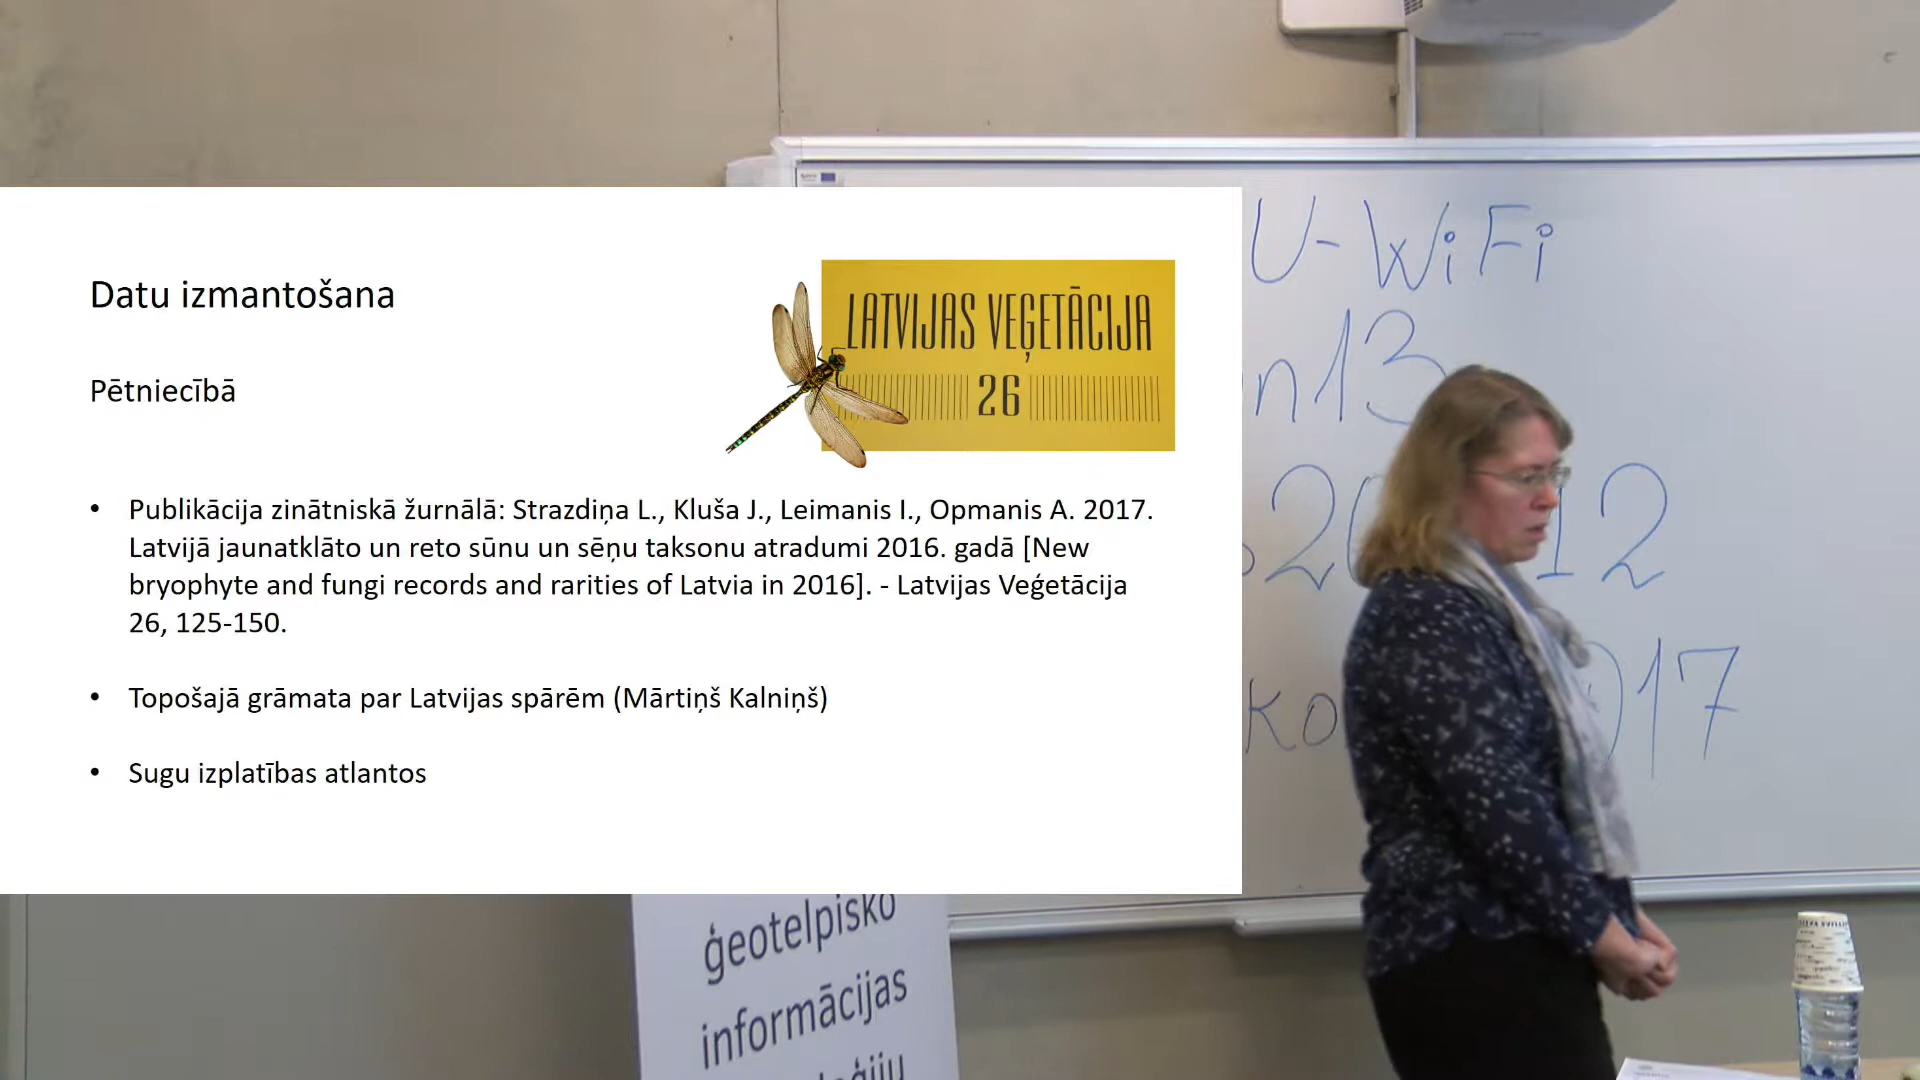 Datu izmantošana
Pētniecībā
LATVIJAS VEĢETĀCIJA
26
• Publikācija zinātniskā žurnālā: Strazdiņa L., Kluša J., Leimanis I., Opmanis A. 2017.
Latvijā jaunatklāto un reto sūnu un sēņu taksonu atradumi 2016. gadā [New
bryophyte and fungi records and rarities of Latvia in 2016]. - Latvijas Veģetācija
26, 125-150.
• Topošajā grāmata par Latvijas spārēm (Mārtiņš Kalniņš)
• Sugu izplatības atlantos
U-WiFi
n13
12
ko
017
ģeotelpisko
informācijas